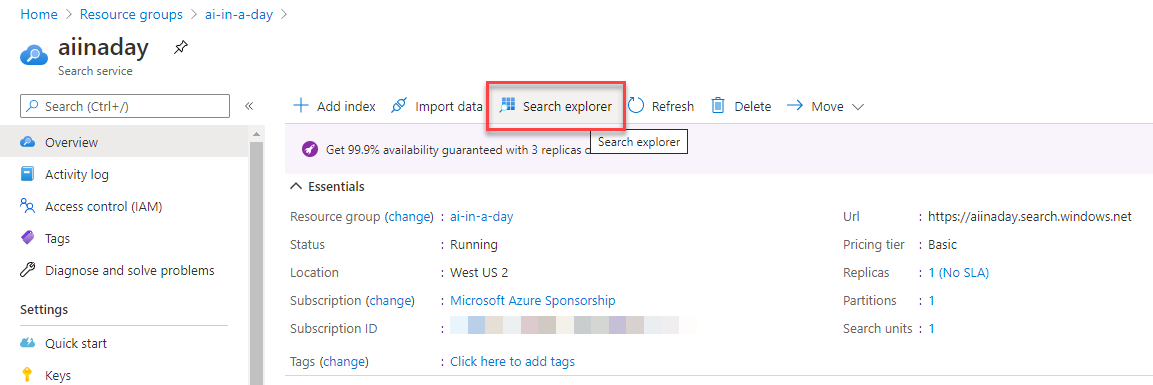 Home > Resource groups > ai-in-a-day >
aiinaday
Search service
Search (Ctrl+/)
«
Overview
Activity log
Access control (IAM)
Tags
Diagnose and solve problems
Settings
Quick start
Keys
Add index Import data Search explorer Refresh Delete Move
Search explorer
Get 99.9% availability guaranteed with 3 replicas
Essentials
Resource group (change) : ai-in-a-day
Status : Running
Location : West US 2
Subscription (change) : Microsoft Azure Sponsorship
Subscription ID :
Tags (change) : Click here to add tags
Url : https://aiinaday.search.windows.net
Pricing tier : Basic
Replicas : 1 (No SLA)
Partitions : 1
Search units : 1